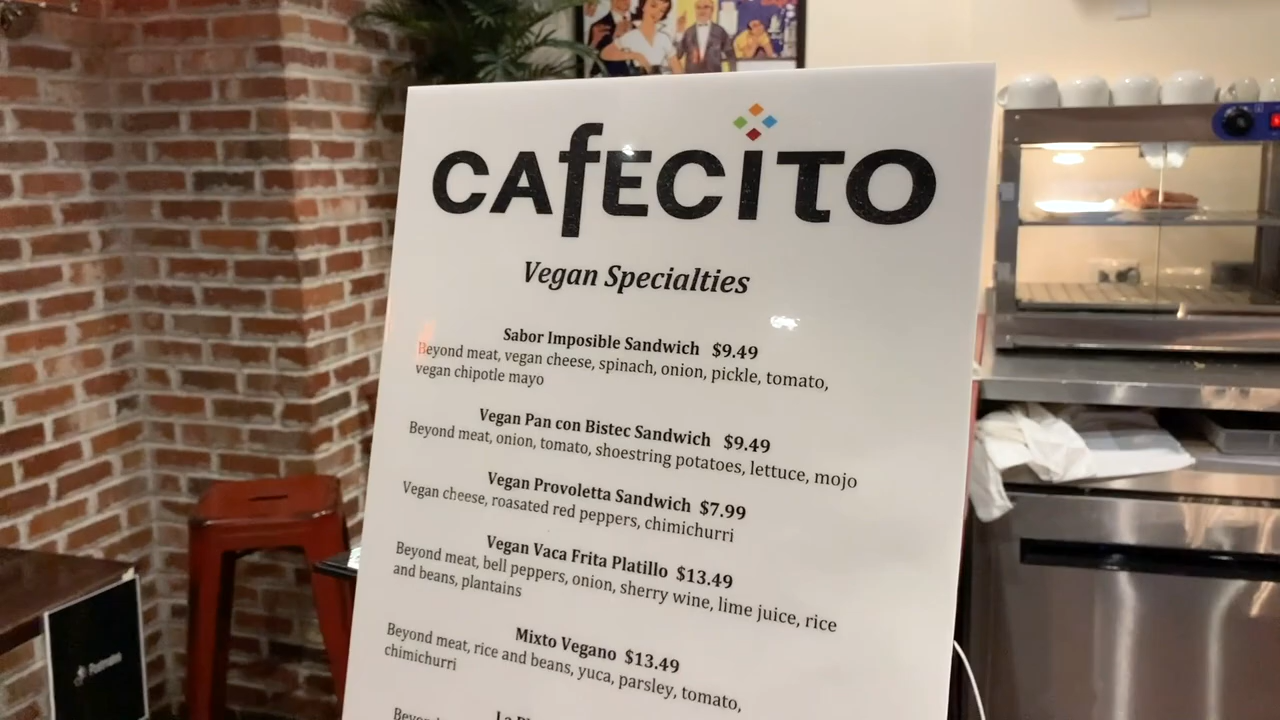 CAfECiTO
Vegan Specialties
Sabor Imposible Sandwich $9.49
Beyond meat, vegan cheese, spinach, onion, pickle, tomato,
vegan chipotle mayo
Vegan Pan con Bistec Sandwich $9.49
Beyond meat, onion, tomato, shoestring potatoes, lettuce, mojo
Vegan Provoletta Sandwich $7.99
Vegan cheese, roasated red peppers, chimichurri
Vegan Vaca Frita Platillo $13.49
Beyond meat, bell peppers, onion, sherry wine, lime juice, rice
and beans, plantains
Mixto Vegano $13.49
Beyond meat, rice and beans, yuca, parsley, tomato,
chimichurri
Postmates